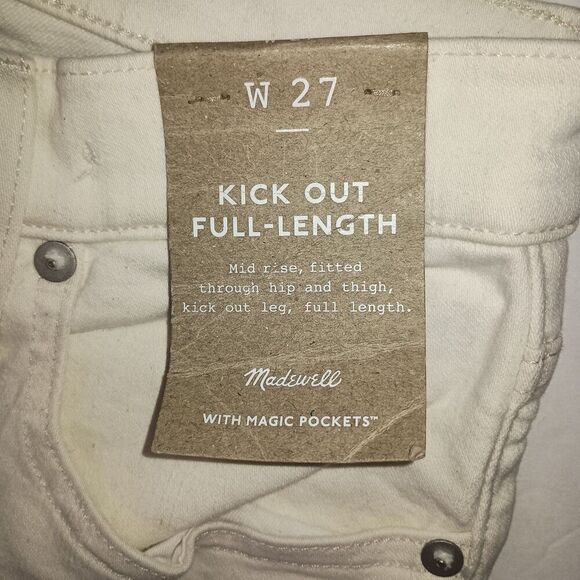 W 27
KICK OUT
FULL-LENGTH
Mid rise, fitted
through hip and thigh,
kick out leg, full length.
Madewell
WITH MAGIC POCKETS™